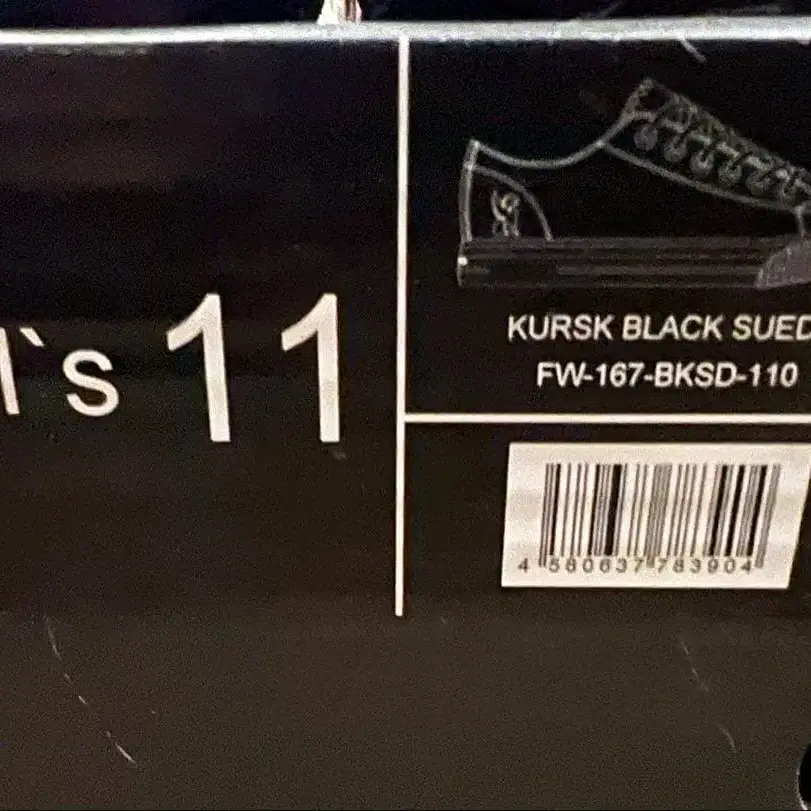 `s 11
KURSK BLACK SUED
FW-167-BKSD-110
4 580637 783904